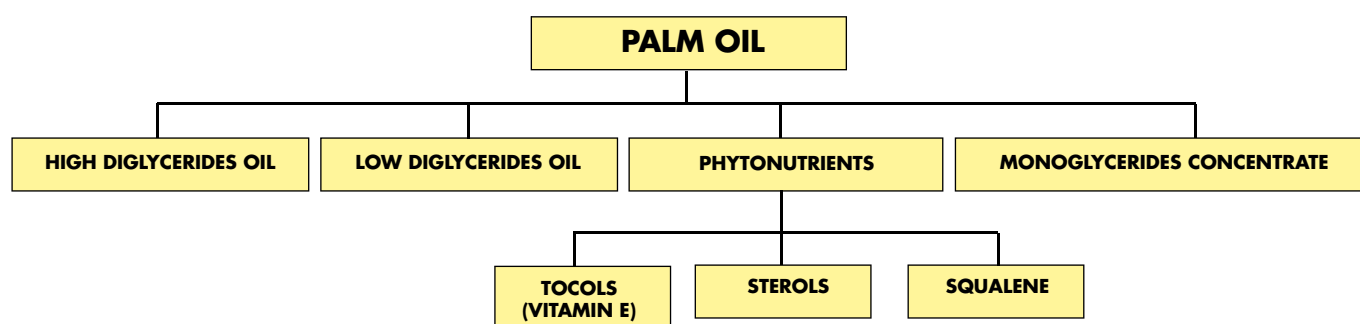 PALM OIL
HIGH DIGLYCERIDES OIL
LOW DIGLYCERIDES OIL
PHYTONUTRIENTS
MONOGLYCERIDES CONCENTRATE
TOCOLS
(VITAMIN E)
STEROLS
SQUALENE